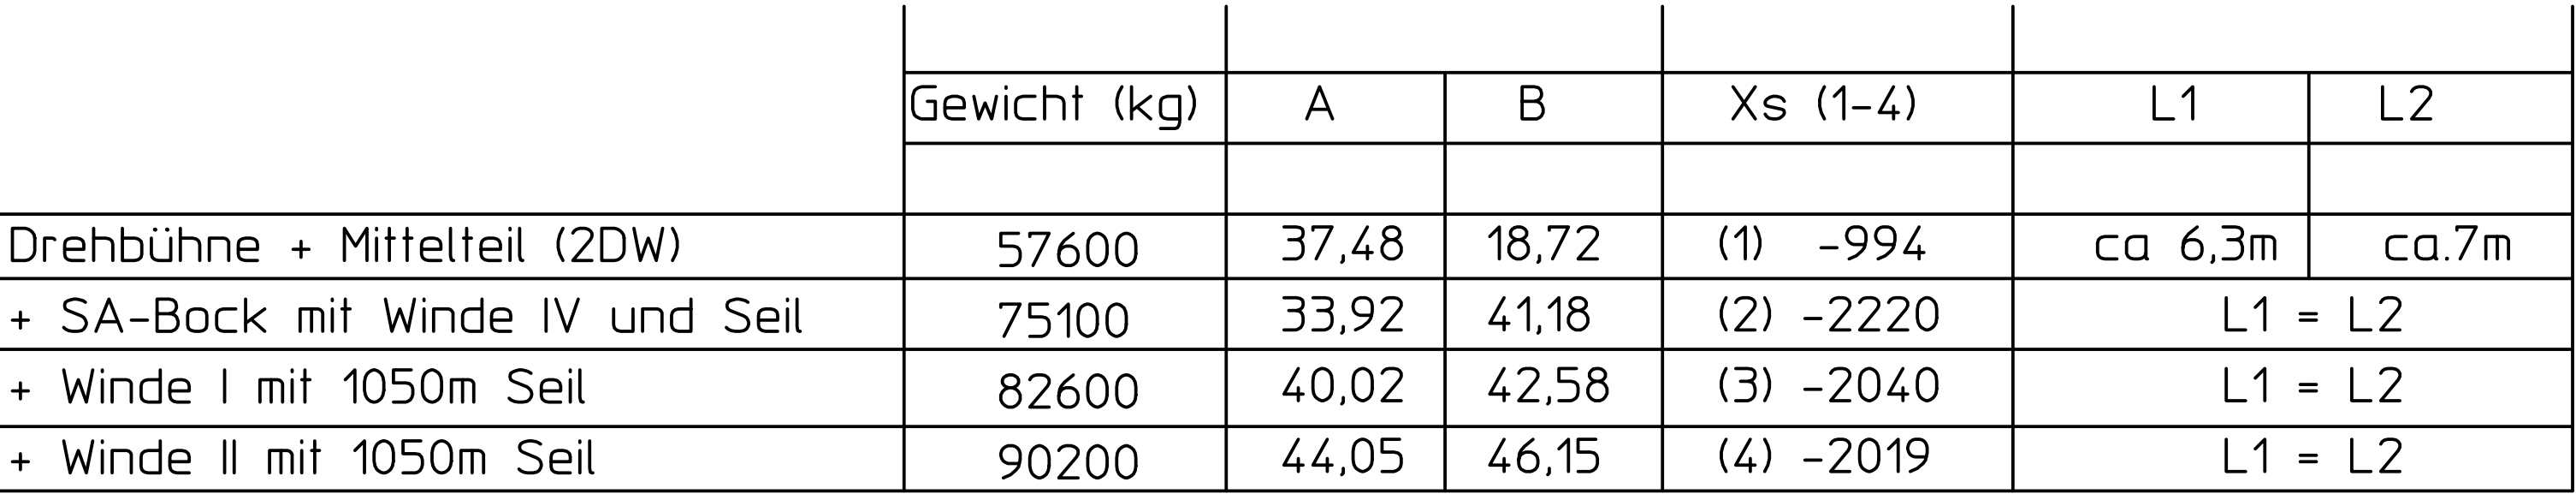 Gewicht (kg) A B Xs (1-4) L1 L2
Drehbühne + Mittelteil (2DW) 57600 37,48 18,72 (1) -994 ca 6,3m ca.7m
+ SA-Bock mit Winde IV und Seil 75100 33,92 41,18 (2) -2220 L1 = L2
+ Winde I mit 1050m Seil 82600 40,02 42,58 (3) -2040 L1 = L2
+ Winde II mit 1050m Seil 90200 44,05 46,15 (4) -2019 L1 = L2